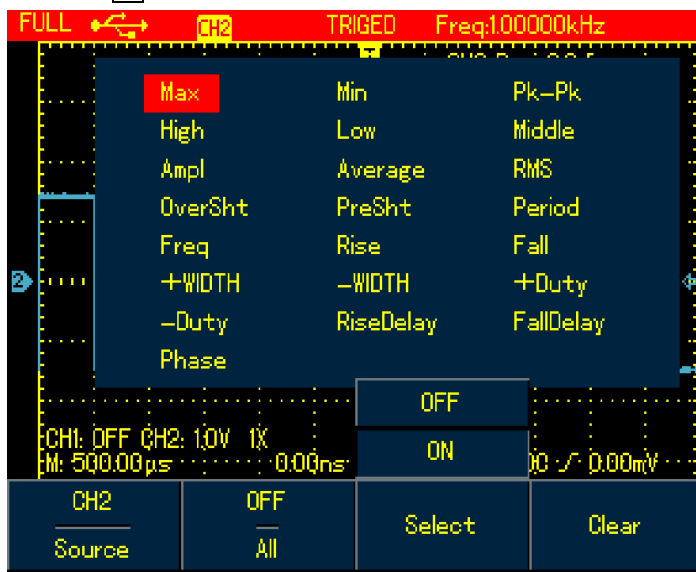 FULL CH2 TRIGED Freq:1.00000kHz
T
Max Min Pk-Pk
High Low Middle
Ampl Average RMS
OverSht PreSht Period
Freq Rise Fall
2 +WIDTH -WIDTH +Duty
-Duty RiseDelay FallDelay
Phase
OFF
CH1: OFF CH2: 1.0V 1X
ON
M: 500.00μs 0.00ns 0.00mV
CH2 OFF Select Clear
Source All